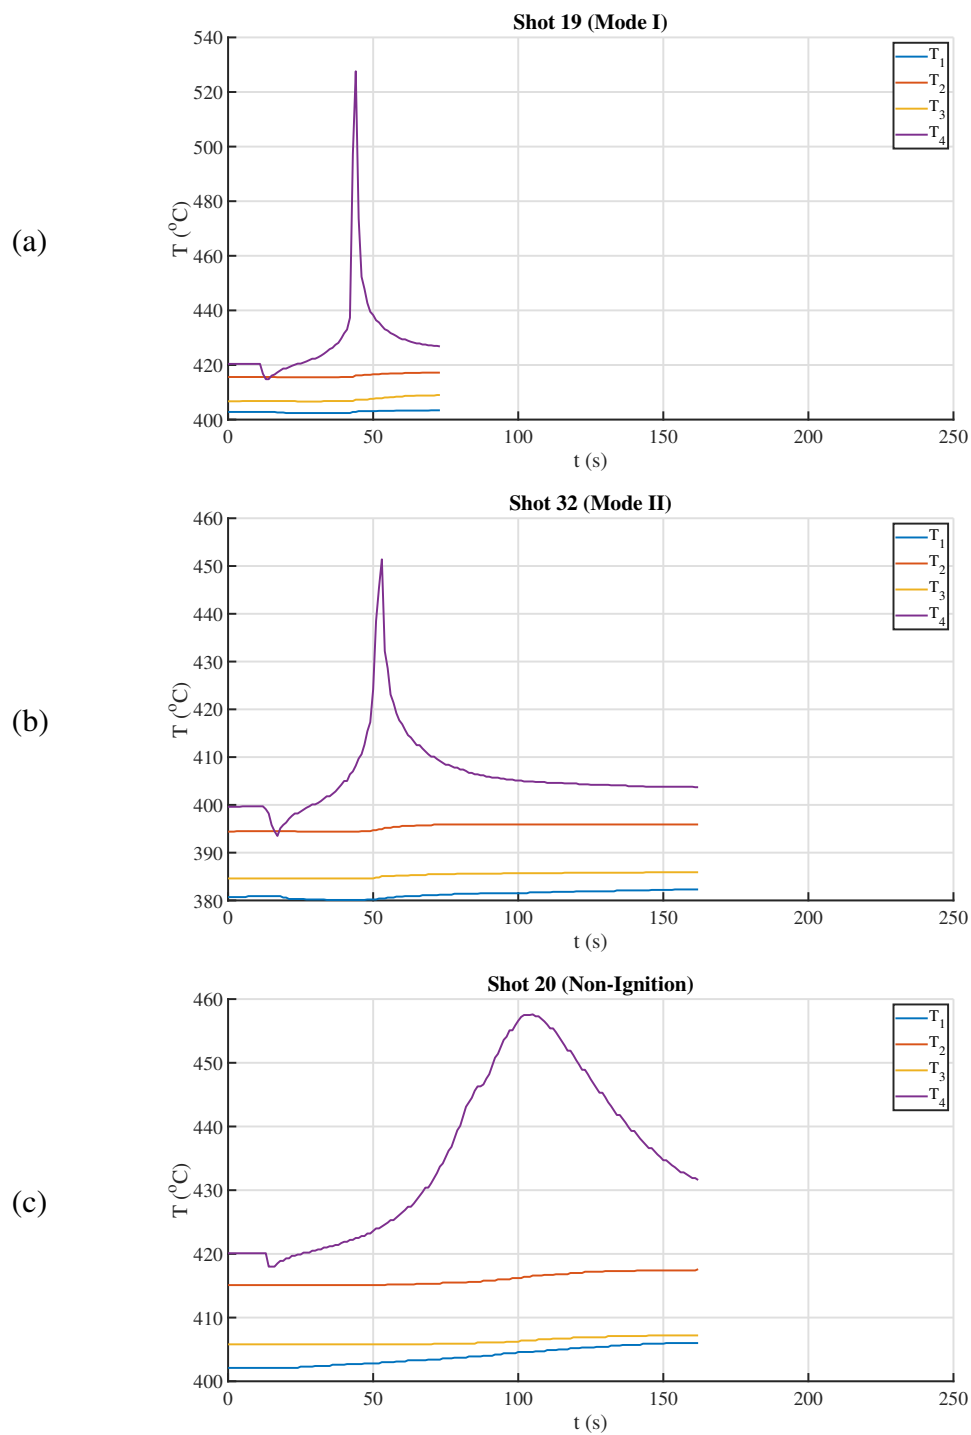 Shot 19 (Mode I)
540
520
500
480
460
440
420
400
T (°C)
(a)
0 50 100 150 200 250
t (s)
T1
T2
T3
T4
Shot 32 (Mode II)
460
450
440
430
420
410
400
390
380
T (°C)
(b)
0 50 100 150 200 250
t (s)
T1
T2
T3
T4
Shot 20 (Non-Ignition)
460
450
440
430
420
410
400
T (°C)
(c)
0 50 100 150 200 250
t (s)
T1
T2
T3
T4